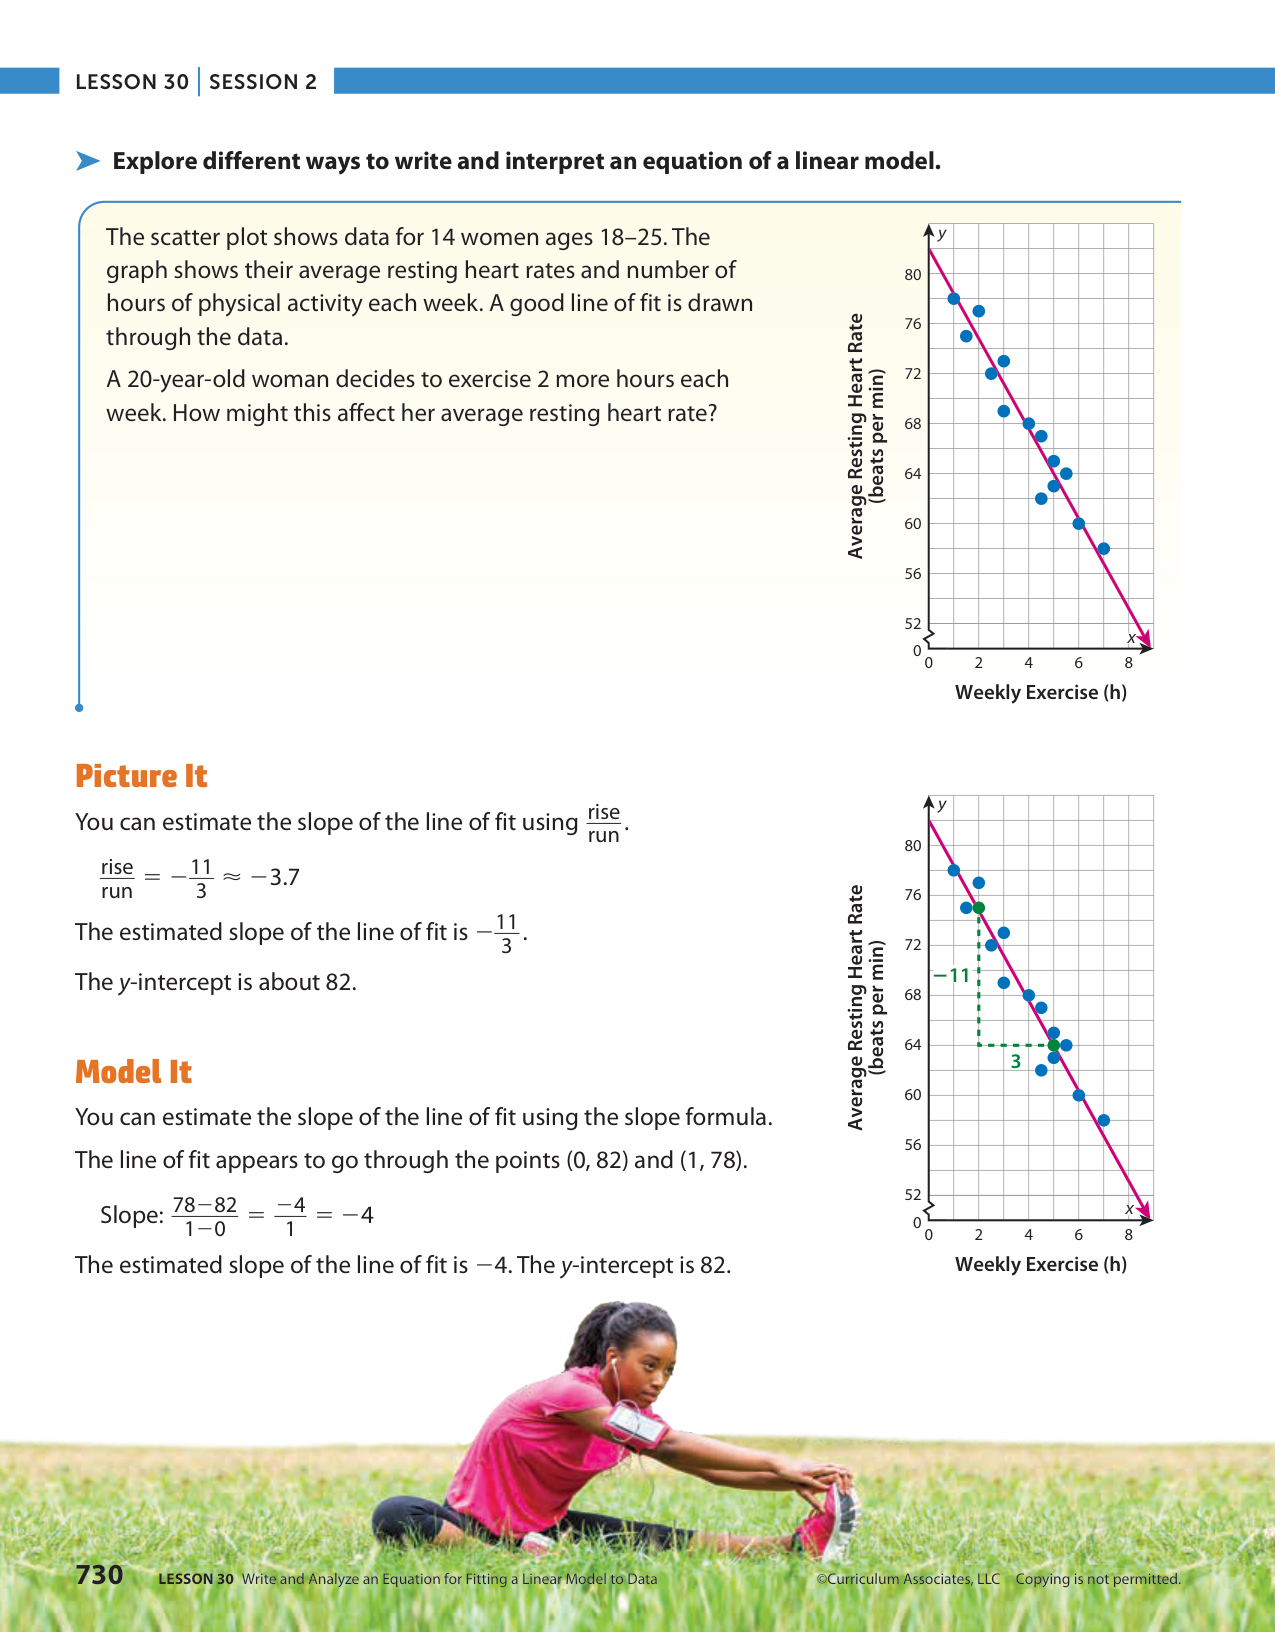 LESSON 30 | SESSION 2
➤ Explore different ways to write and interpret an equation of a linear model.
The scatter plot shows data for 14 women ages 18–25. The
graph shows their average resting heart rates and number of
hours of physical activity each week. A good line of fit is drawn
through the data.
A 20-year-old woman decides to exercise 2 more hours each
week. How might this affect her average resting heart rate?
y
Average Resting Heart Rate
(beats per min)
80
76
72
68
64
60
56
52
0
x
0 2 4 6 8
Weekly Exercise (h)
Picture It
You can estimate the slope of the line of fit using rise/run.
rise/run = −11/3 ≈ −3.7
The estimated slope of the line of fit is −11/3.
The y-intercept is about 82.
Model It
You can estimate the slope of the line of fit using the slope formula.
The line of fit appears to go through the points (0, 82) and (1, 78).
Slope: 78−82/1−0 = −4/1 = −4
The estimated slope of the line of fit is −4. The y-intercept is 82.
y
Average Resting Heart Rate
(beats per min)
80
76
72
−11
68
64
3
60
56
52
0
x
0 2 4 6 8
Weekly Exercise (h)
730 LESSON 30 Write and Analyze an Equation for Fitting a Linear Model to Data ©Curriculum Associates, LLC Copying is not permitted.